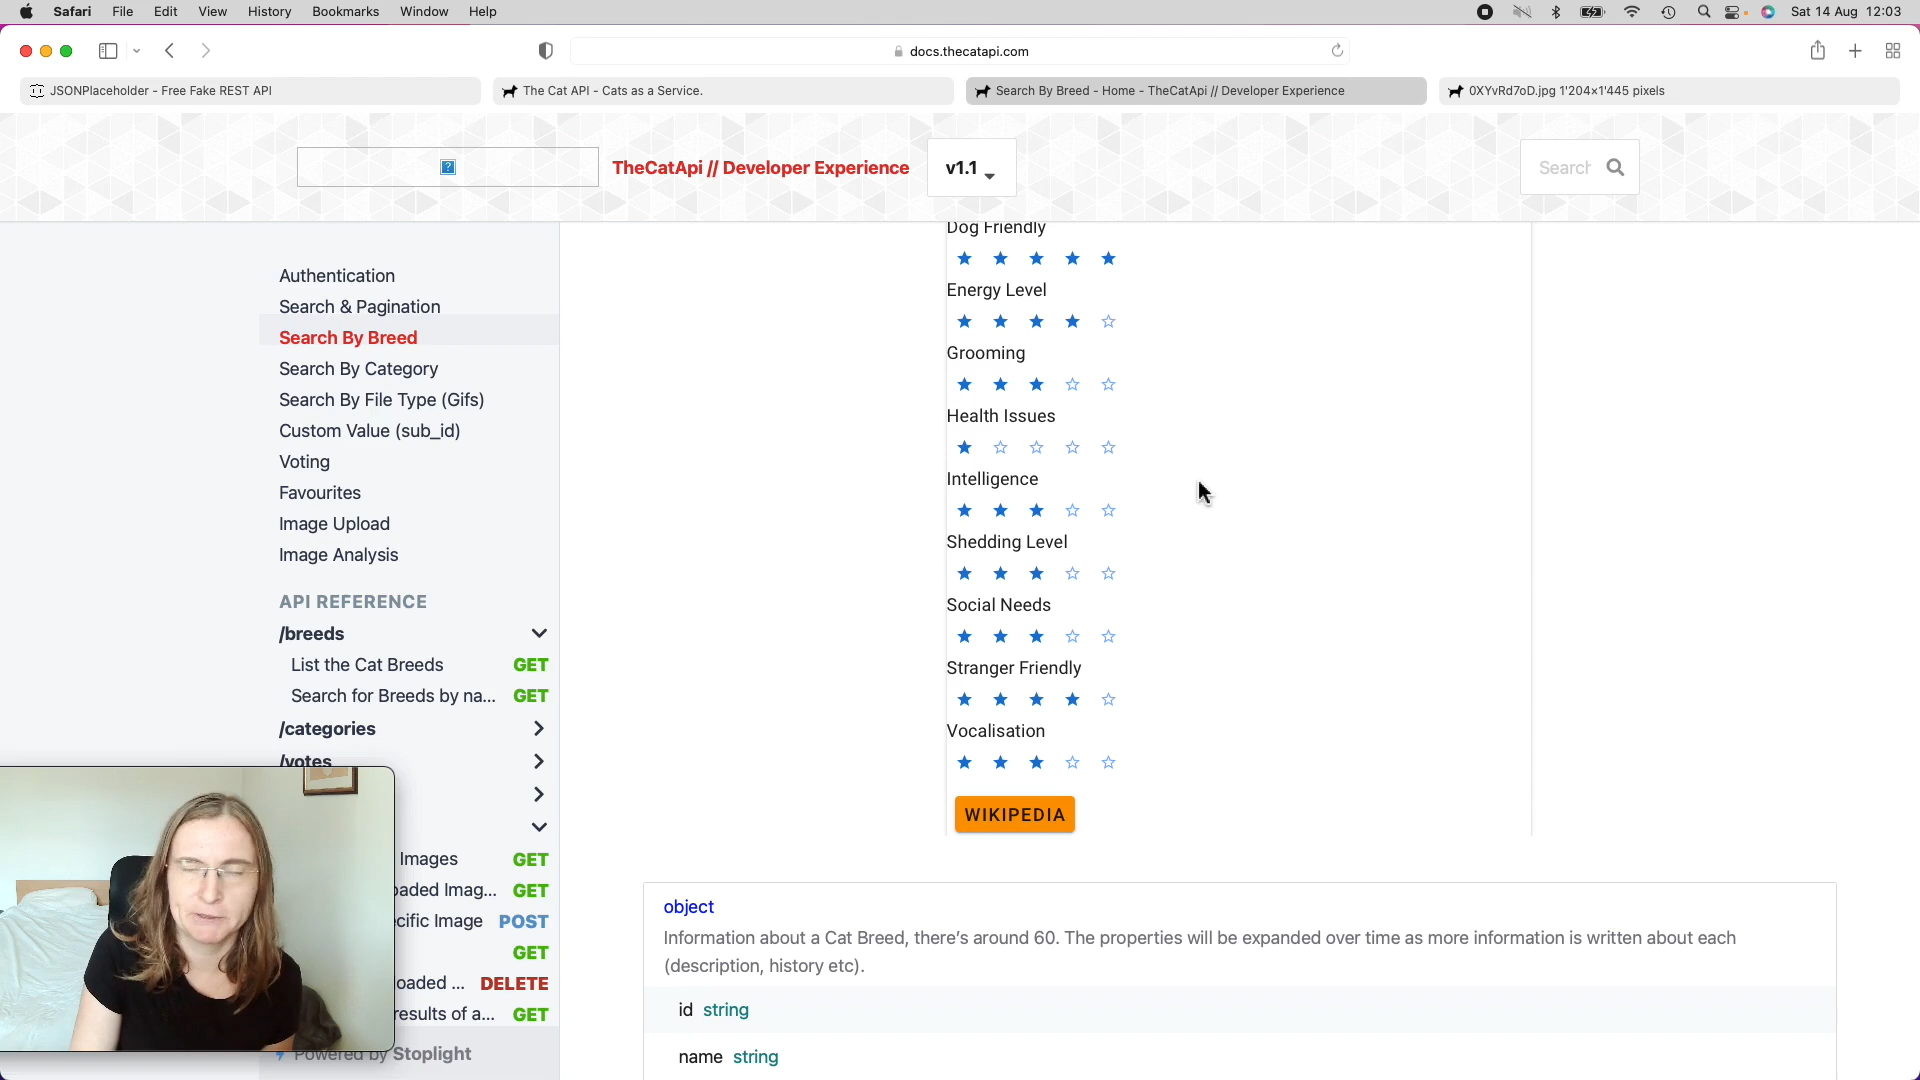 Safari File Edit View History Bookmarks Window Help Sat 14 Aug 12:03
docs.thecatapi.com
JSONPlaceholder - Free Fake REST API
The Cat API - Cats as a Service.
Search By Breed - Home - TheCatApi // Developer Experience
0XYvRd7oD.jpg 1'204×1'445 pixels
TheCatApi // Developer Experience
v1.1
Search
Authentication
Search & Pagination
Search By Breed
Search By Category
Search By File Type (Gifs)
Custom Value (sub_id)
Voting
Favourites
Image Upload
Image Analysis
API REFERENCE
/breeds
List the Cat Breeds GET
Search for Breeds by na... GET
/categories
/votes
Images GET
oaded Imag... GET
ecific Image POST
GET
oaded ... DELETE
results of a... GET
Powered by Stoplight
Dog Friendly
Energy Level
Grooming
Health Issues
Intelligence
Shedding Level
Social Needs
Stranger Friendly
Vocalisation
WIKIPEDIA
object
Information about a Cat Breed, there's around 60. The properties will be expanded over time as more information is written about each
(description, history etc).
id string
name string